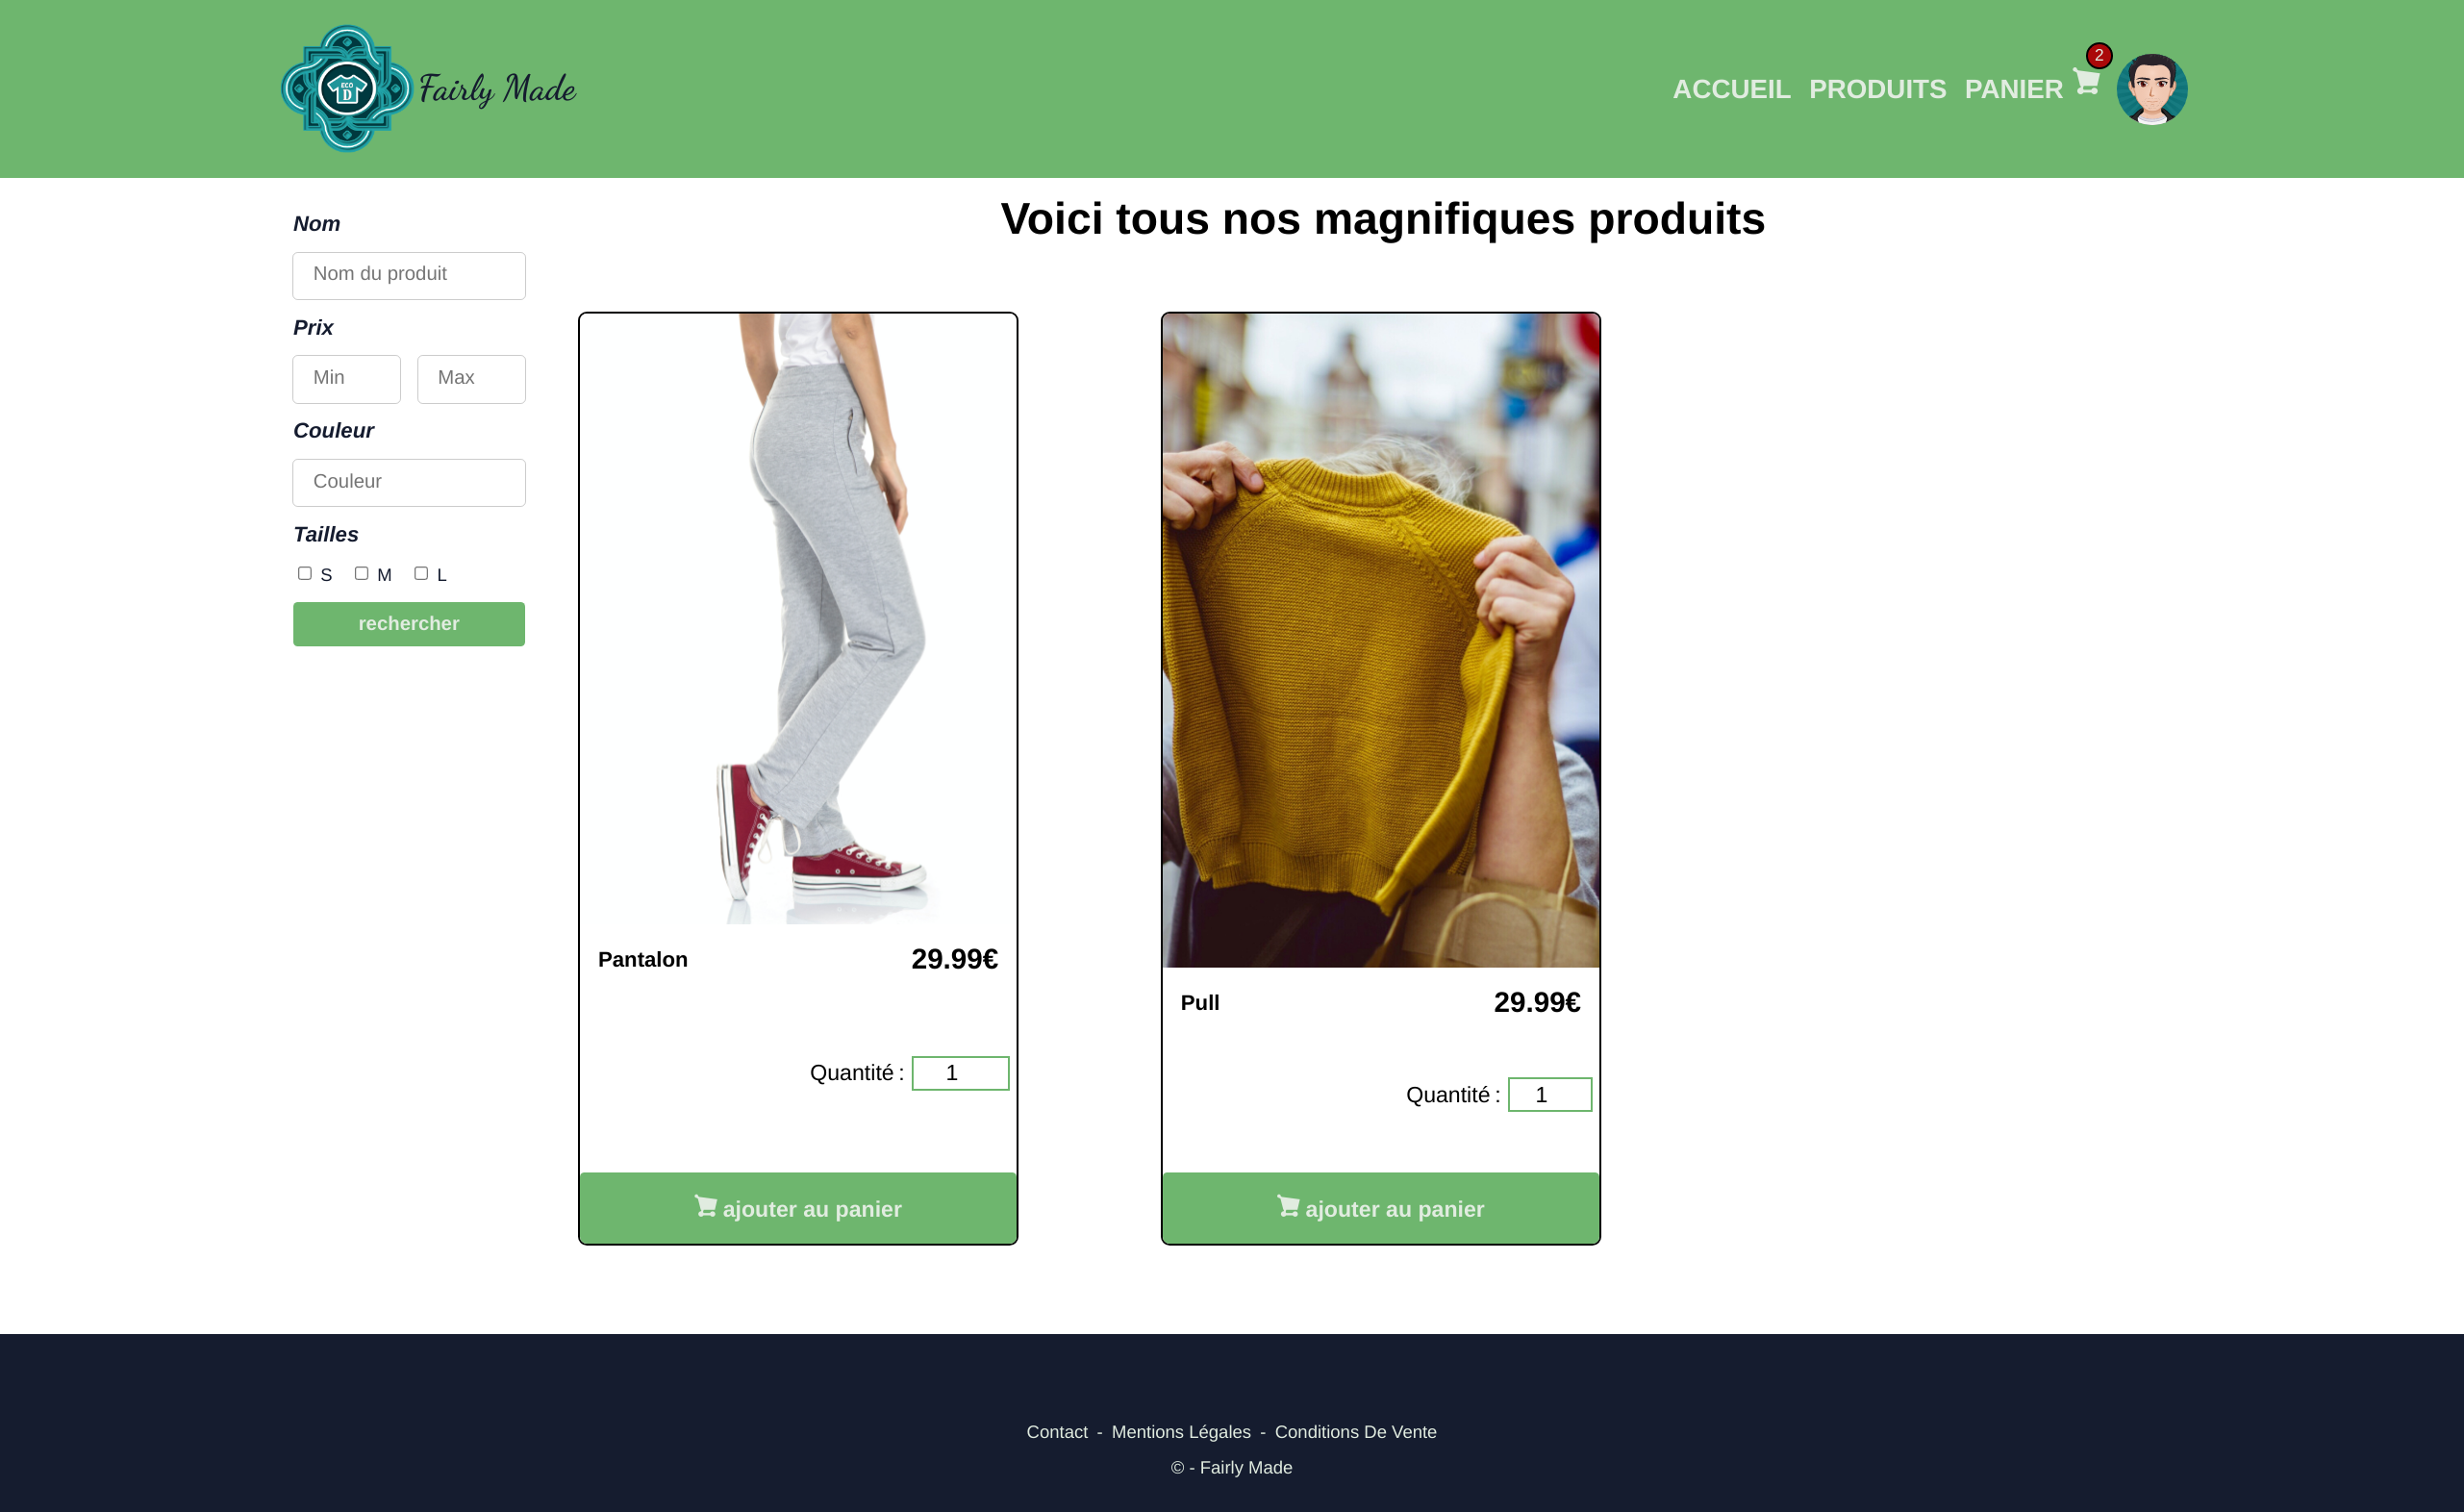 ECO
D
Fairly Made
ACCUEIL PRODUITS PANIER 2
Voici tous nos magnifiques produits
Nom
Nom du produit
Prix
Min Max
Couleur
Couleur
Tailles
S M L
rechercher
Pantalon 29.99€
Quantité : 1
ajouter au panier
Pull 29.99€
Quantité : 1
ajouter au panier
Contact - Mentions Légales - Conditions De Vente
© - Fairly Made